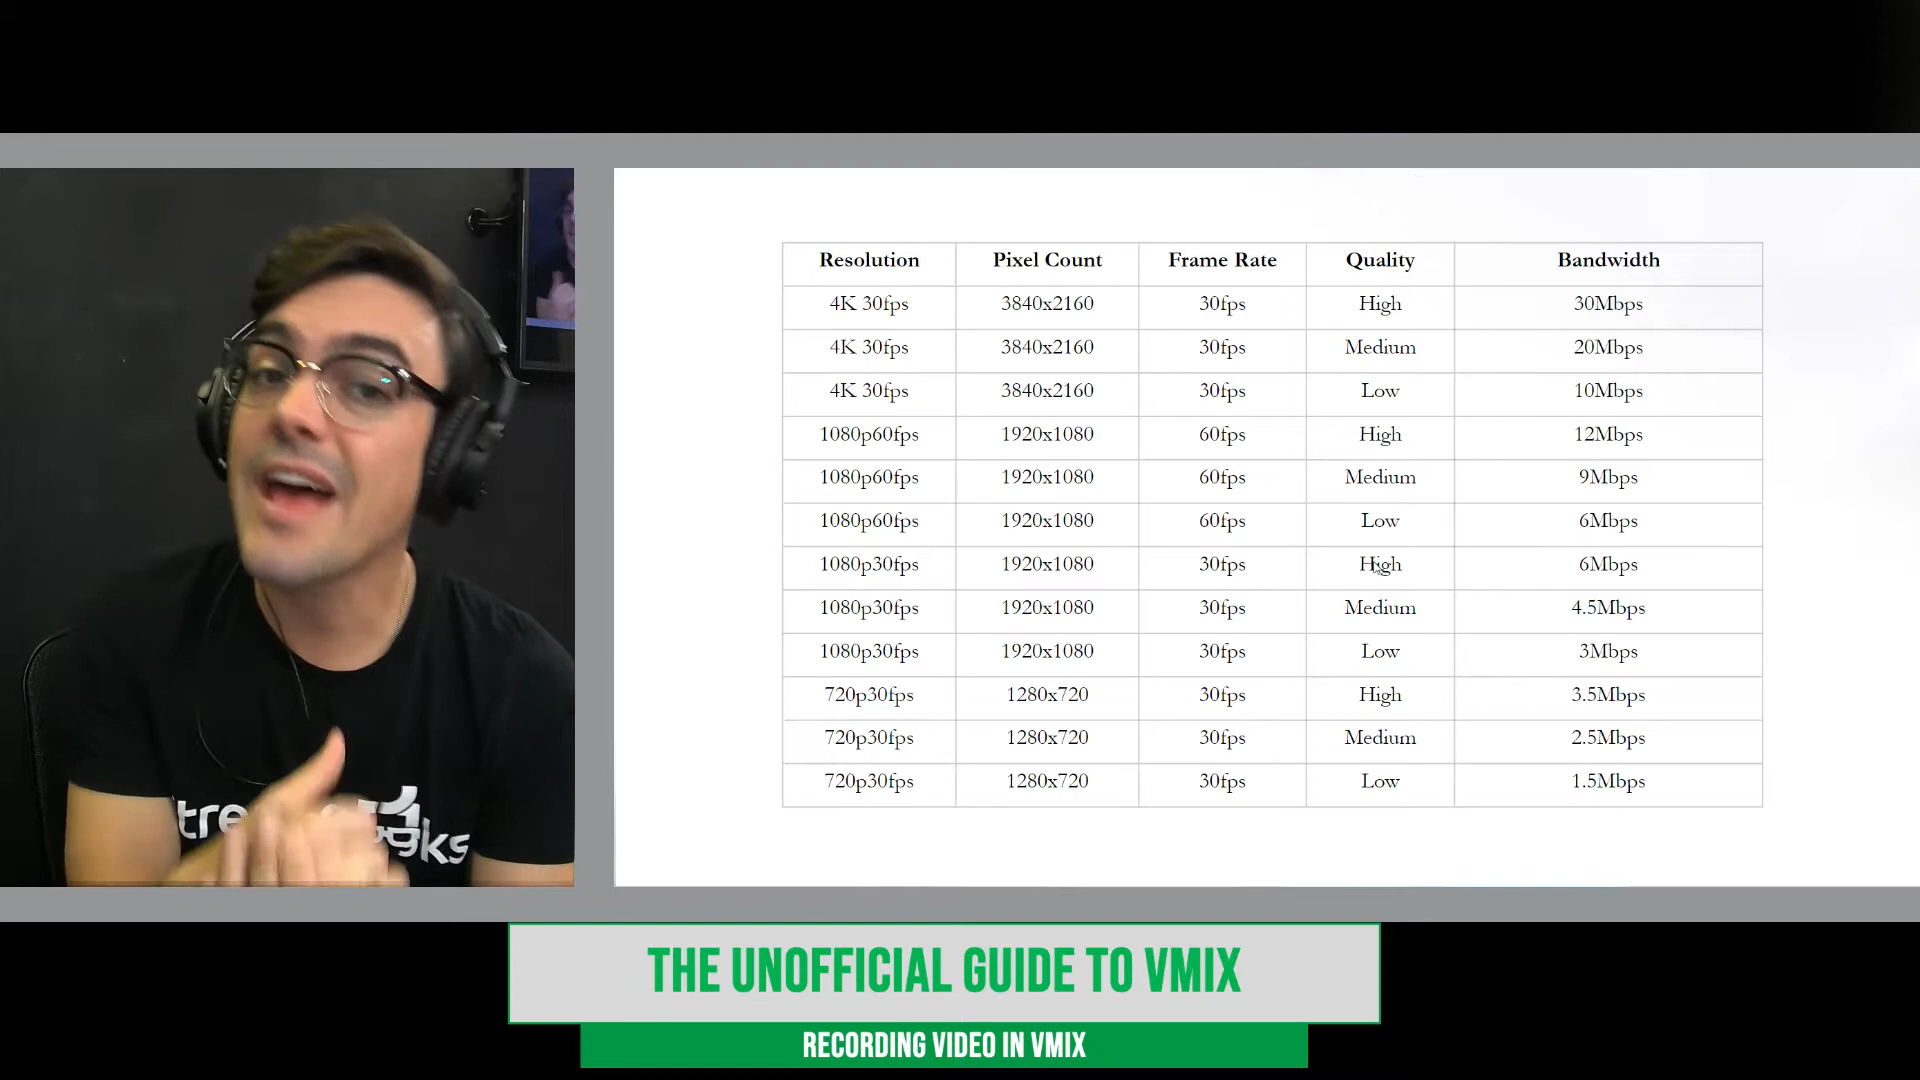 Resolution Pixel Count Frame Rate Quality Bandwidth
4K 30fps 3840x2160 30fps High 30Mbps
4K 30fps 3840x2160 30fps Medium 20Mbps
4K 30fps 3840x2160 30fps Low 10Mbps
1080p60fps 1920x1080 60fps High 12Mbps
1080p60fps 1920x1080 60fps Medium 9Mbps
1080p60fps 1920x1080 60fps Low 6Mbps
1080p30fps 1920x1080 30fps High 6Mbps
1080p30fps 1920x1080 30fps Medium 4.5Mbps
1080p30fps 1920x1080 30fps Low 3Mbps
720p30fps 1280x720 30fps High 3.5Mbps
720p30fps 1280x720 30fps Medium 2.5Mbps
720p30fps 1280x720 30fps Low 1.5Mbps
THE UNOFFICIAL GUIDE TO VMIX
RECORDING VIDEO IN VMIX